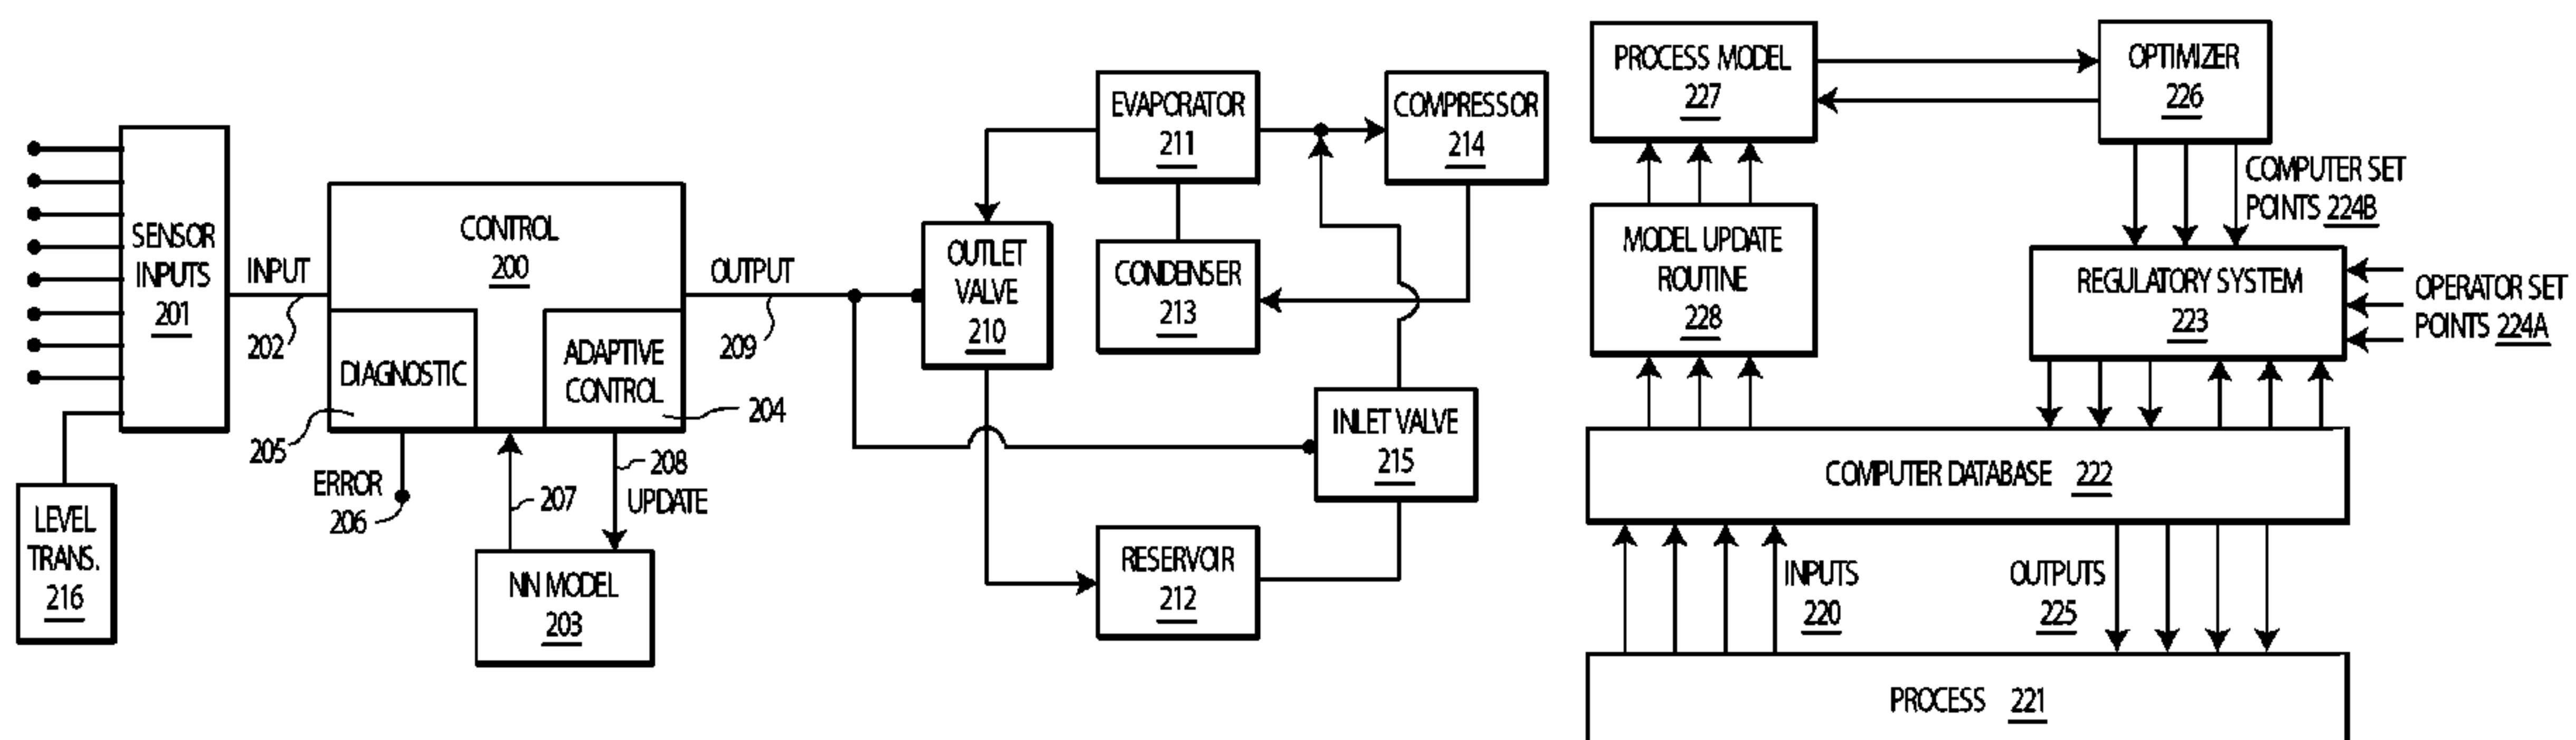 SENSOR
INPUTS
201
LEVEL
TRANS.
216
INPUT
202
CONTROL
200
DIAGNOSTIC
205
ADAPTIVE
CONTROL
204
ERROR
206
207
208
UPDATE
NN MODEL
203
OUTPUT
209
OUTLET
VALVE
210
EVAPORATOR
211
CONDENSER
213
COMPRESSOR
214
INLET VALVE
215
RESERVOIR
212
PROCESS MODEL
227
OPTIMIZER
226
COMPUTER SET
POINTS 224B
MODEL UPDATE
ROUTINE
228
REGULATORY SYSTEM
223
OPERATOR SET
POINTS 224A
COMPUTER DATABASE 222
INPUTS
220
OUTPUTS
225
PROCESS 221